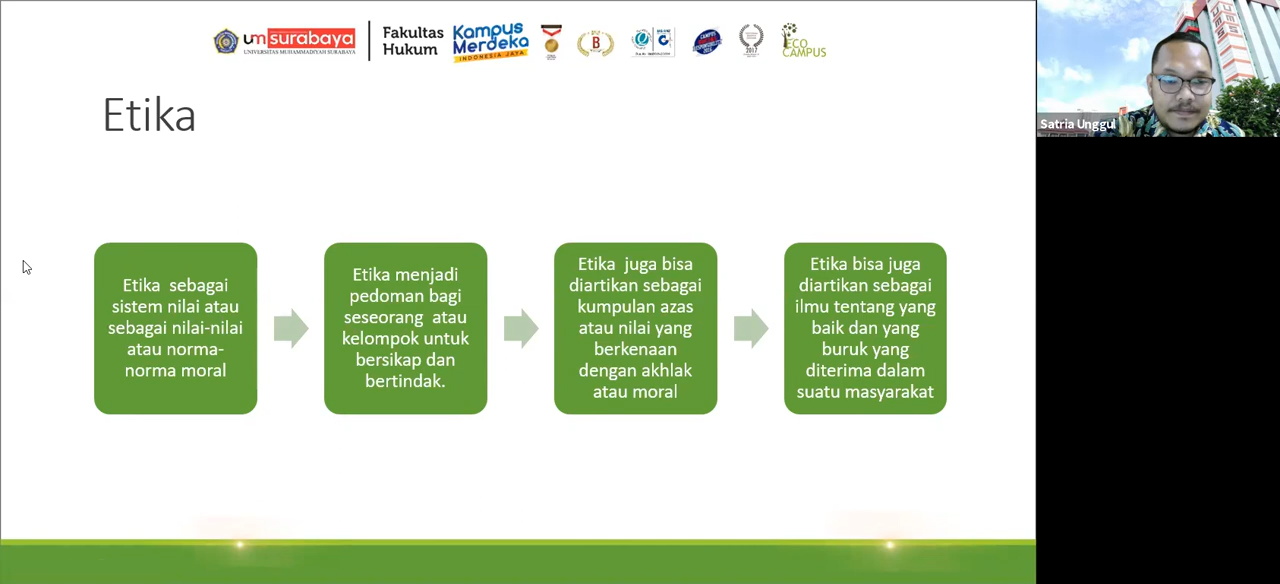 um surabaya
UNIVERSITAS MUHAMMADIYAH SURABAYA
Fakultas
Hukum
Kampus
Merdeka
INDONESIA JAYA
B
2017
ECO
CAMPUS
Satria Unggul
Etika
Etika sebagai
sistem nilai atau
sebagai nilai-nilai
atau norma-
norma moral
Etika menjadi
pedoman bagi
seseorang atau
kelompok untuk
bersikap dan
bertindak.
Etika juga bisa
diartikan sebagai
kumpulan azas
atau nilai yang
berkenaan
dengan akhlak
atau moral
Etika bisa juga
diartikan sebagai
ilmu tentang yang
baik dan yang
buruk yang
diterima dalam
suatu masyarakat